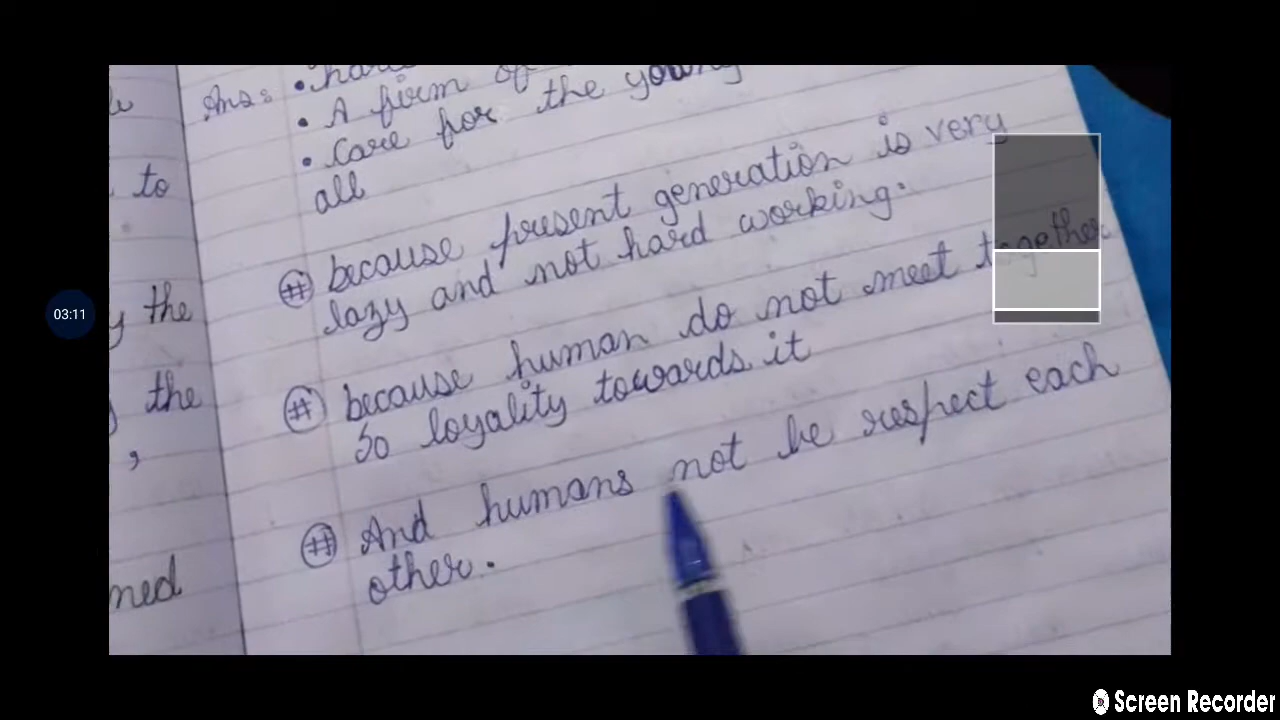 to
the
the
,
ned
Ans: •
• A firm of
• Care for the young
all
# because present generation is very
lazy and not hard working.
# because human do not meet together
So loyality towards it
# And humans not be respect each
other.
03:11
Screen Recorder